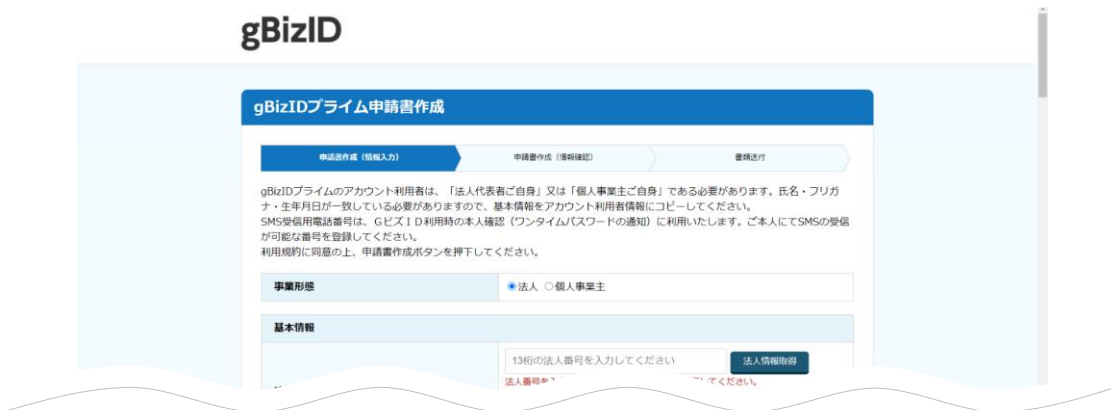 gBizID
gBizIDプライム申請書作成
申請書作成（情報入力）
申請書作成（情報確認）
書類送付
gBizIDプライムのアカウント利用者は、「法人代表者ご自身」又は「個人事業主ご自身」である必要があります。氏名・フリガ
ナ・生年月日が一致している必要がありますので、基本情報をアカウント利用者情報にコピーしてください。
SMS受信用電話番号は、GビズID利用時の本人確認（ワンタイムパスワードの通知）に利用いたします。ご本人にてSMSの受信
が可能な番号を登録してください。
利用規約に同意の上、申請書作成ボタンを押下してください。
事業形態
法人 個人事業主
基本情報
13桁の法人番号を入力してください
法人情報取得
法人番号を
してください。